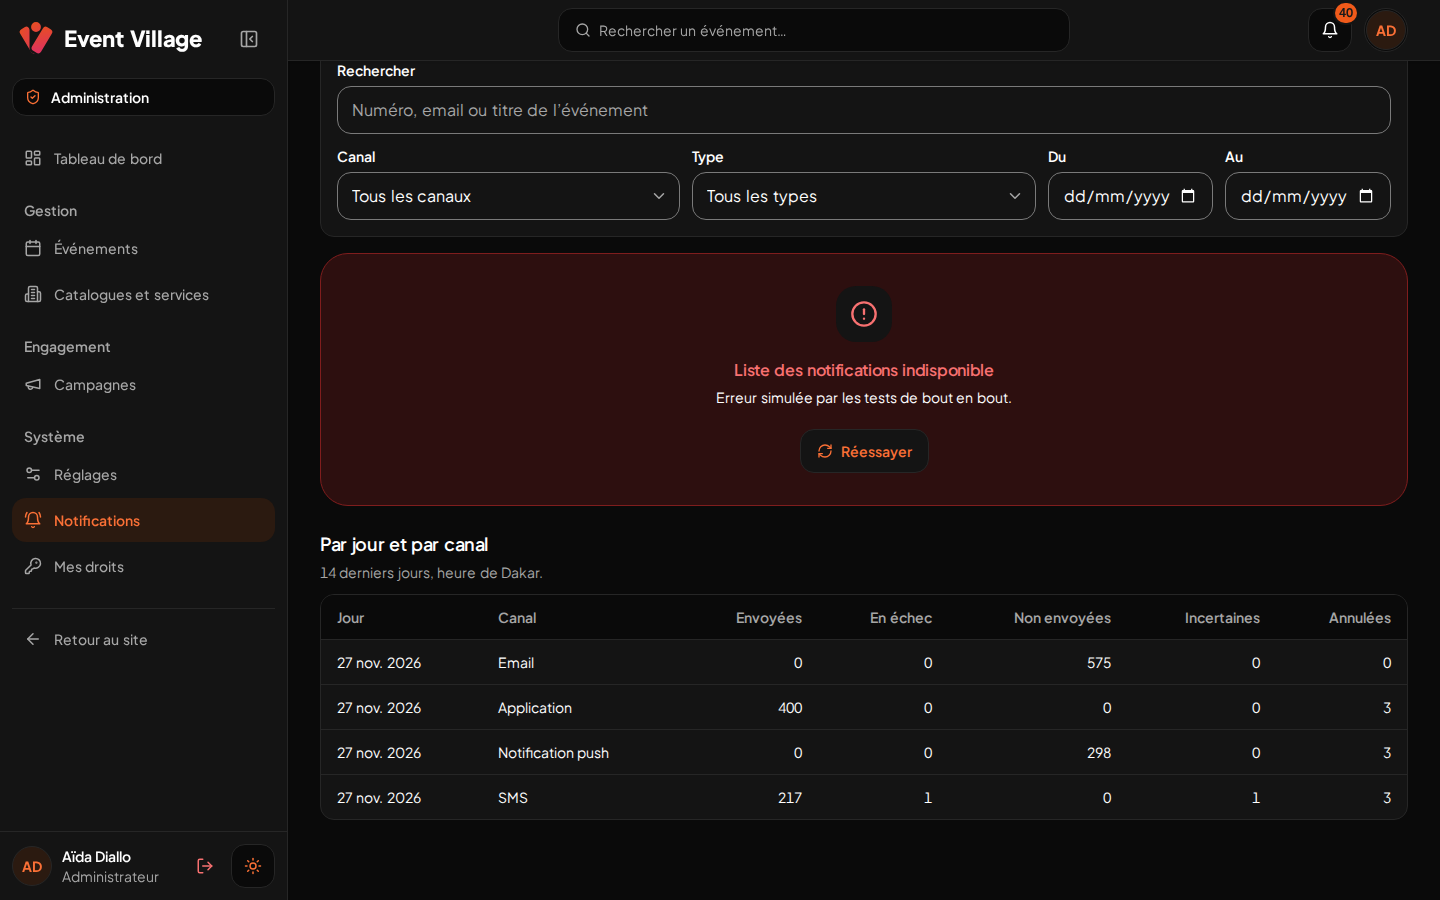 Event Village
Rechercher un événement...
40
AD
Administration
Tableau de bord
Gestion
Événements
Catalogues et services
Engagement
Campagnes
Système
Réglages
Notifications
Mes droits
Retour au site
AD
Aïda Diallo
Administrateur
Rechercher
Numéro, email ou titre de l'événement
Canal Type Du Au
Tous les canaux Tous les types dd/mm/yyyy dd/mm/yyyy
Liste des notifications indisponible
Erreur simulée par les tests de bout en bout.
Réessayer
Par jour et par canal
14 derniers jours, heure de Dakar.
Jour Canal Envoyées En échec Non envoyées Incertaines Annulées
27 nov. 2026 Email 0 0 575 0 0
27 nov. 2026 Application 400 0 0 0 3
27 nov. 2026 Notification push 0 0 298 0 3
27 nov. 2026 SMS 217 1 0 1 3